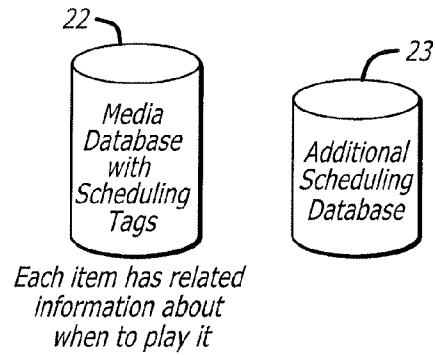 22
Media
Database
with
Scheduling
Tags
Each item has related
information about
when to play it
23
Additional
Scheduling
Database